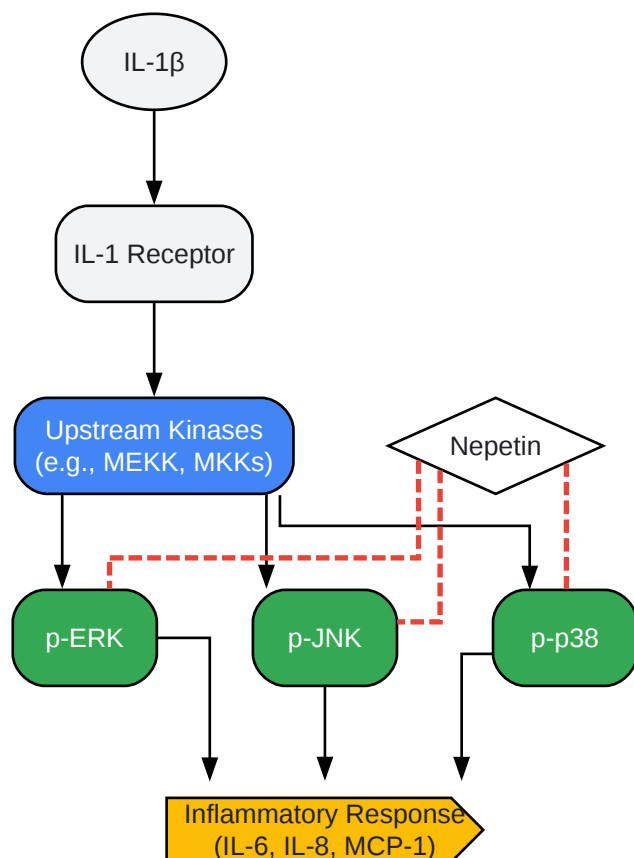 IL-1β
IL-1 Receptor
Upstream Kinases
(e.g., MEKK, MKKs)
Nepetin
p-ERK
p-JNK
p-p38
Inflammatory Response
(IL-6, IL-8, MCP-1)